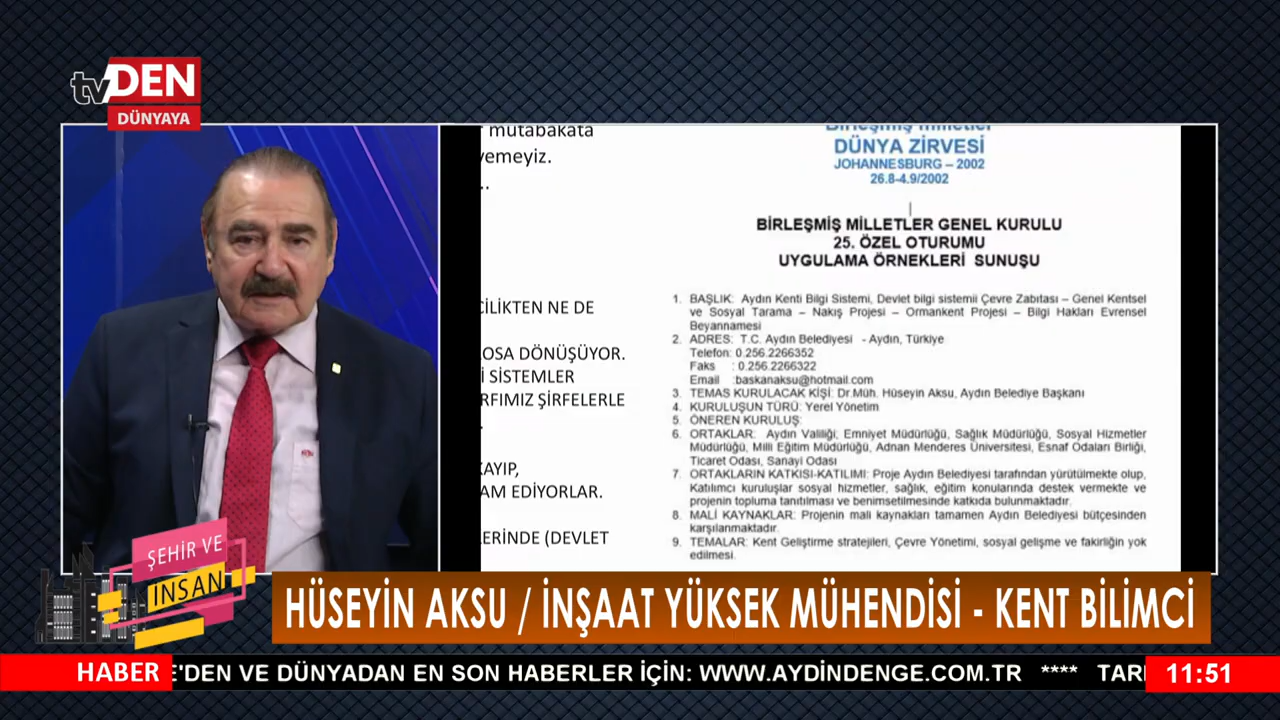 tvDEN
DÜNYAYA
mutabakata
yemeyiz.
..
CİLİKTEN NE DE
OSA DÖNÜŞÜYOR.
İ SİSTEMLER
RFIMIZ ŞİRFELERLE
.
KAYIP,
AM EDİYORLAR.
LERİNDE (DEVLET
Birleşmiş Milletler
DÜNYA ZİRVESİ
JOHANNESBURG – 2002
26.8-4.9/2002
BİRLEŞMİŞ MİLLETLER GENEL KURULU
25. ÖZEL OTURUMU
UYGULAMA ÖRNEKLERİ SUNUŞU
1. BAŞLIK: Aydın Kenti Bilgi Sistemi, Devlet bilgi sistemii Çevre Zabıtası – Genel Kentsel
ve Sosyal Tarama – Nakış Projesi – Ormankent Projesi – Bilgi Hakları Evrensel
Beyannamesi
2. ADRES: T.C. Aydın Belediyesi - Aydın, Türkiye
Telefon: 0.256.2266352
Faks : 0.256.2266322
Email :baskanaksu@hotmail.com
3. TEMAS KURULACAK KİŞİ: Dr.Müh. Hüseyin Aksu, Aydın Belediye Başkanı
4. KURULUŞUN TÜRÜ: Yerel Yönetim
5. ÖNEREN KURULUŞ:
6. ORTAKLAR: Aydın Valiliği; Emniyet Müdürlüğü, Sağlık Müdürlüğü, Sosyal Hizmetler
Müdürlüğü, Milli Eğitim Müdürlüğü, Adnan Menderes Üniversitesi, Esnaf Odaları Birliği,
Ticaret Odası, Sanayi Odası
7. ORTAKLARIN KATKISI-KATILIMI: Proje Aydın Belediyesi tarafından yürütülmekte olup,
Katılımcı kuruluşlar sosyal hizmetler, sağlık, eğitim konularında destek vermekte ve
projenin topluma tanıtılması ve benimsetilmesinde katkıda bulunmaktadır.
8. MALİ KAYNAKLAR: Projenin mali kaynakları tamamen Aydın Belediyesi bütçesinden
karşılanmaktadır.
9. TEMALAR: Kent Geliştirme stratejileri, Çevre Yönetimi, sosyal gelişme ve fakirliğin yok
edilmesi.
ŞEHİR VE
İNSAN
HÜSEYİN AKSU / İNŞAAT YÜKSEK MÜHENDİSİ - KENT BİLİMCİ
HABER E'DEN VE DÜNYADAN EN SON HABERLER İÇİN: WWW.AYDINDENGE.COM.TR **** TARI 11:51